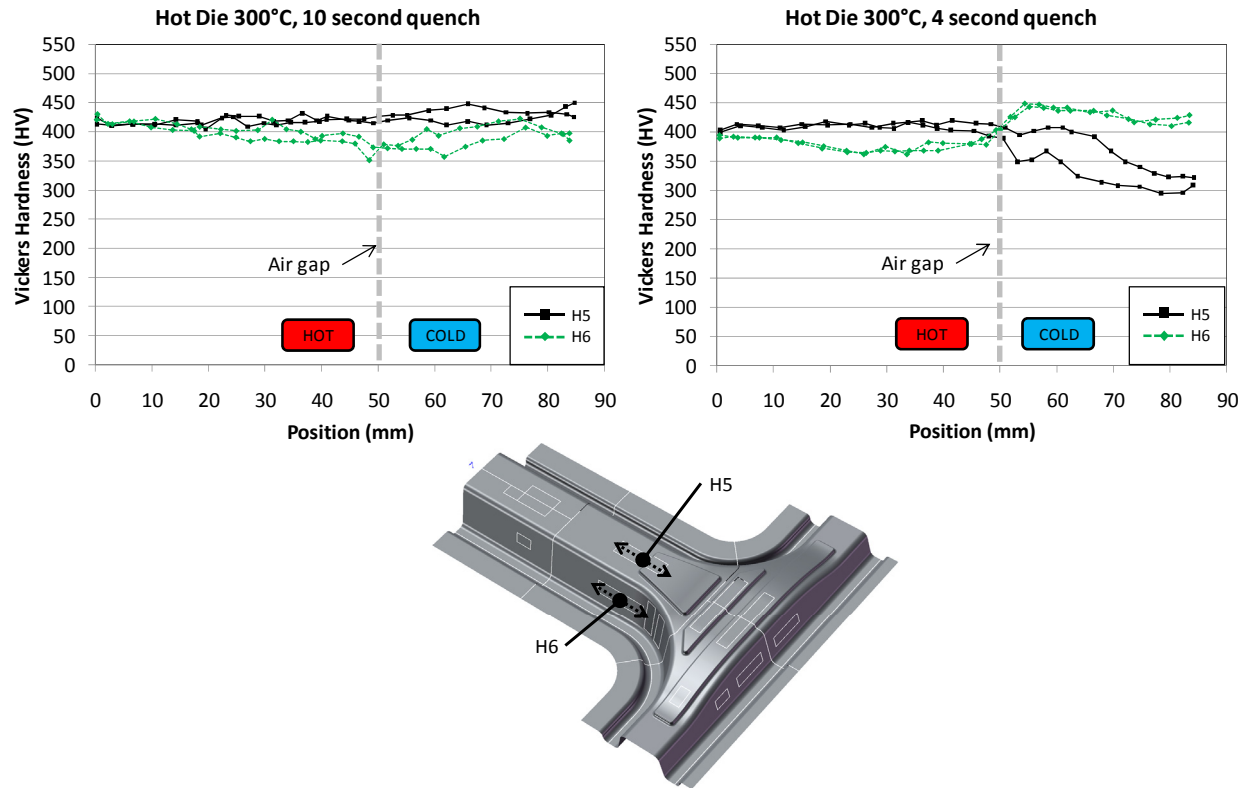 Hot Die 300°C, 10 second quench
550
500
450
400
350
300
250
200
150
100
50
0
Vickers Hardness (HV)
Air gap
HOT
COLD
H5
H6
0 10 20 30 40 50 60 70 80 90
Position (mm)
Hot Die 300°C, 4 second quench
550
500
450
400
350
300
250
200
150
100
50
0
Vickers Hardness (HV)
Air gap
HOT
COLD
H5
H6
0 10 20 30 40 50 60 70 80 90
Position (mm)
H5
H6